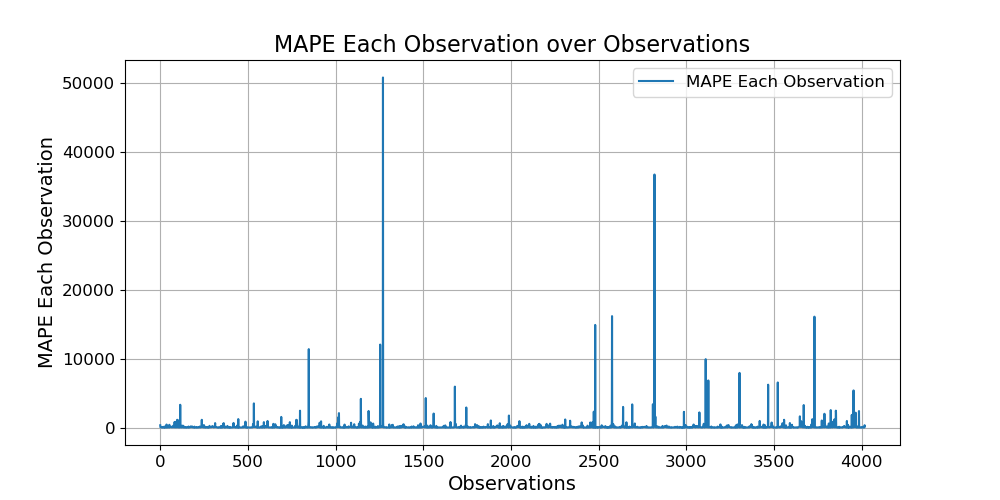 MAPE Each Observation over Observations
MAPE Each Observation
MAPE Each Observation
50000
40000
30000
20000
10000
0
0 500 1000 1500 2000 2500 3000 3500 4000
Observations